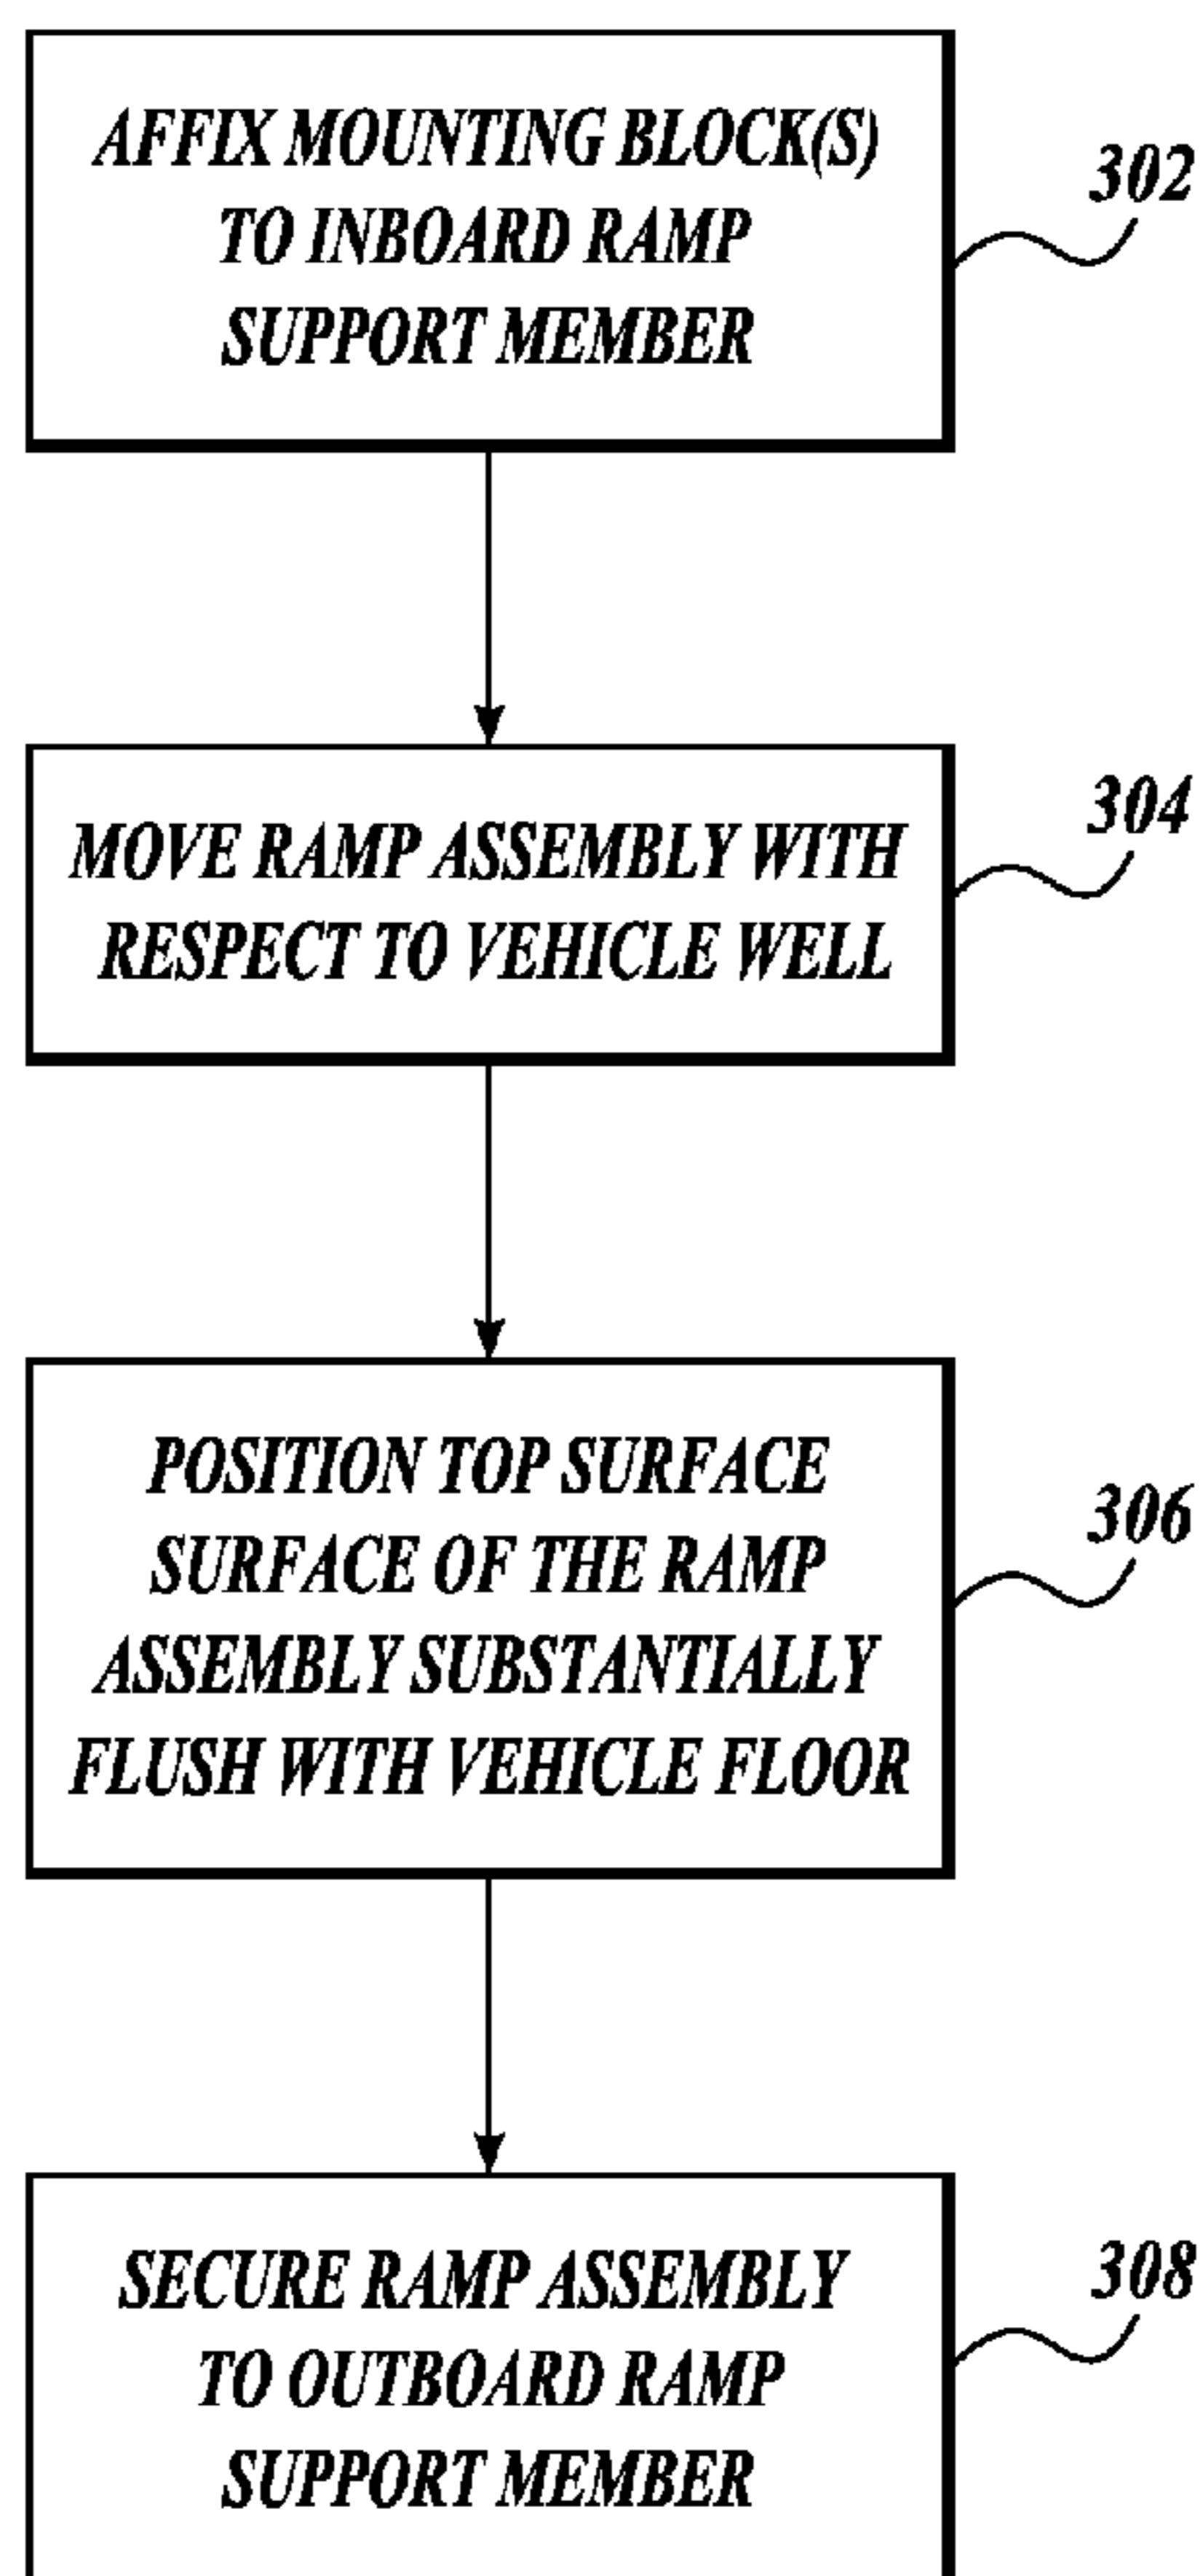 AFFIX MOUNTING BLOCK(S)
TO INBOARD RAMP
SUPPORT MEMBER
302
MOVE RAMP ASSEMBLY WITH
RESPECT TO VEHICLE WELL
304
POSITION TOP SURFACE
SURFACE OF THE RAMP
ASSEMBLY SUBSTANTIALLY
FLUSH WITH VEHICLE FLOOR
306
SECURE RAMP ASSEMBLY
TO OUTBOARD RAMP
SUPPORT MEMBER
308